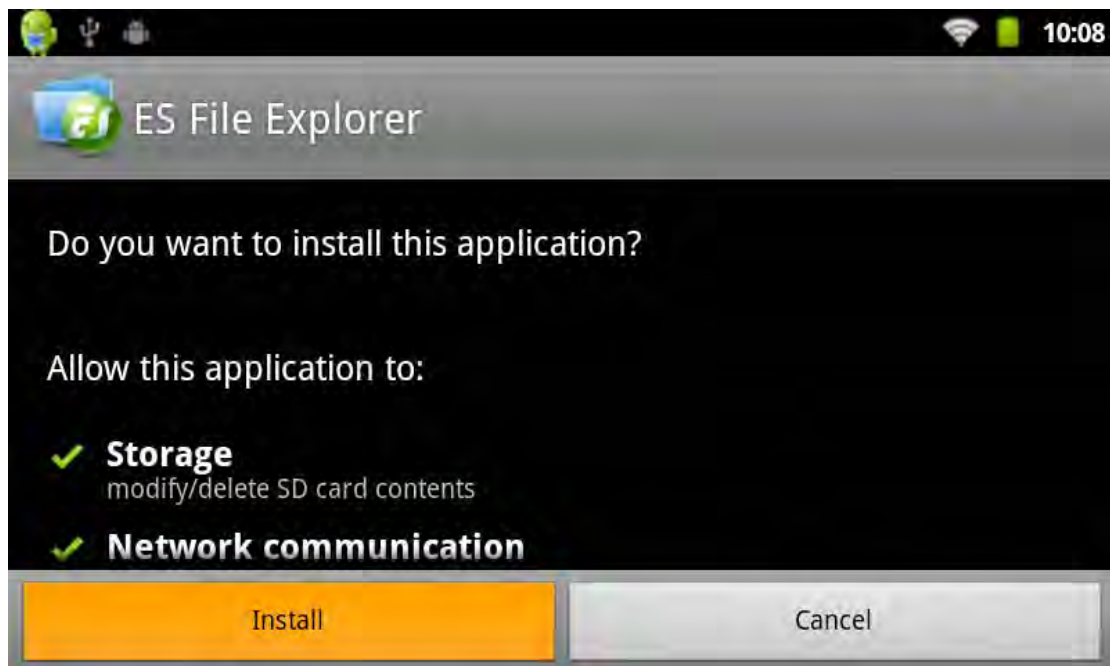 10:08
ES File Explorer
Do you want to install this application?
Allow this application to:
Storage
modify/delete SD card contents
Network communication
Install
Cancel